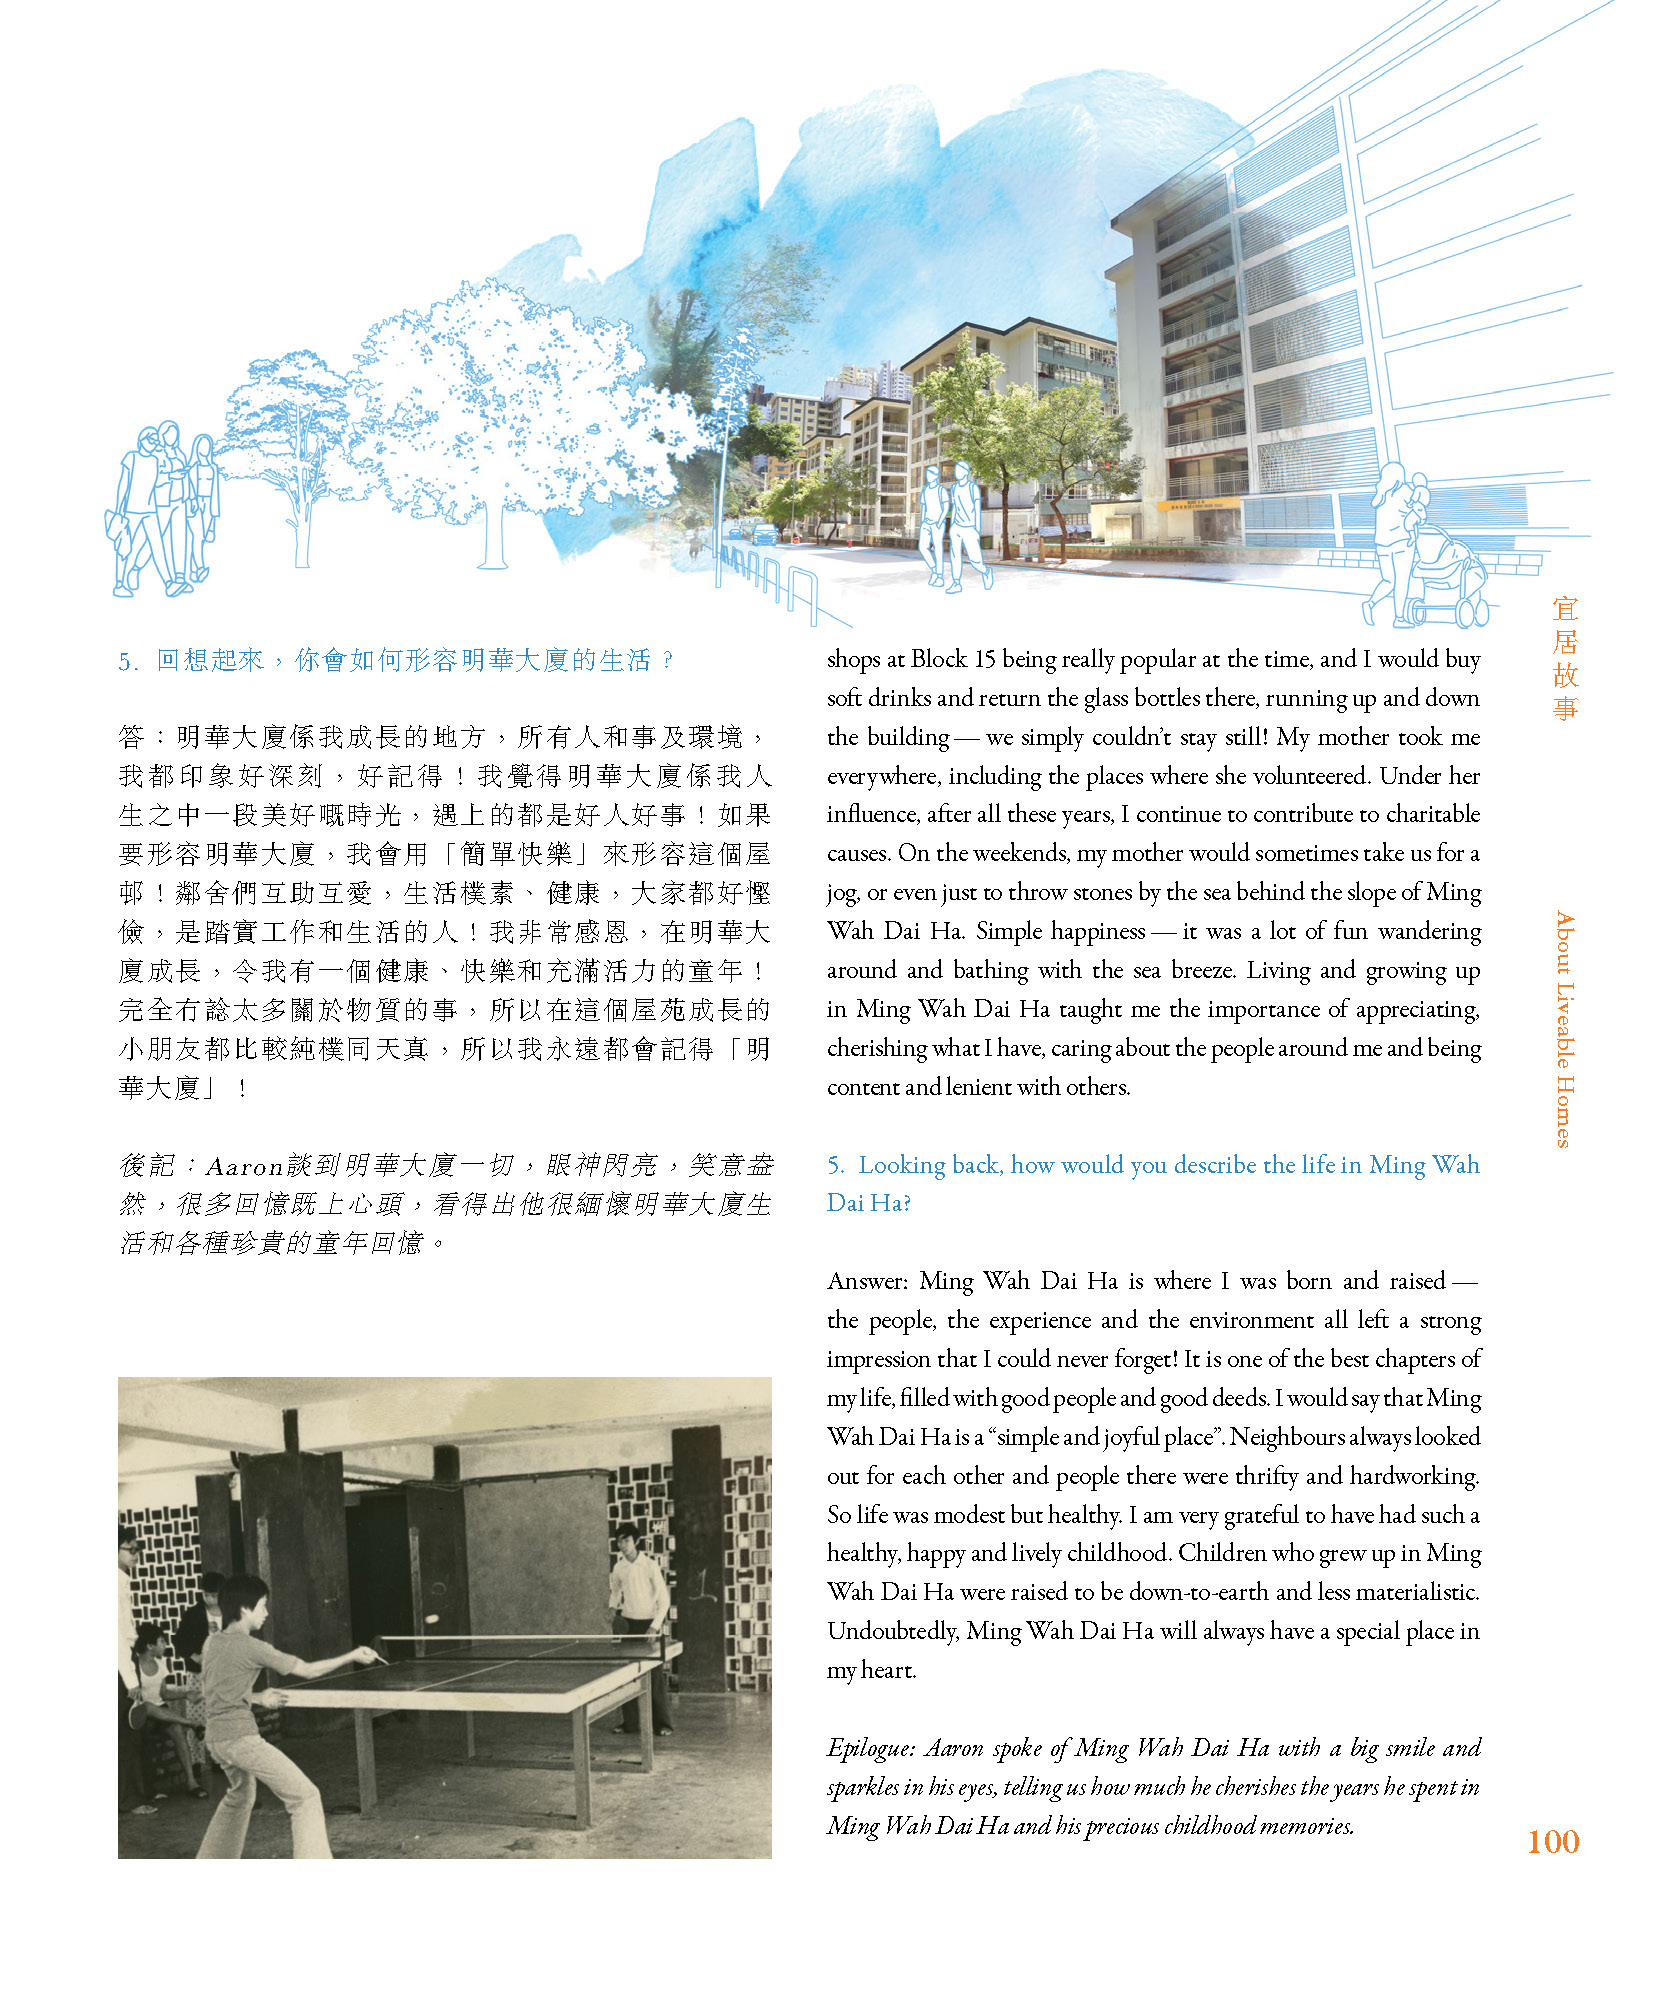 5. 回想起來，你會如何形容明華大廈的生活？
答：明華大廈係我成長的地方，所有人和事及環境，
我都印象好深刻，好記得！我覺得明華大廈係我人
生之中一段美好嘅時光，遇上的都是好人好事！如果
要形容明華大廈，我會用「簡單快樂」來形容這個屋
邨！鄰舍們互助互愛，生活樸素、健康，大家都好慳
儉，是踏實工作和生活的人！我非常感恩，在明華大
廈成長，令我有一個健康、快樂和充滿活力的童年！
完全冇諗太多關於物質的事，所以在這個屋苑成長的
小朋友都比較純樸同天真，所以我永遠都會記得「明
華大廈」！
後記：Aaron談到明華大廈一切，眼神閃亮，笑意盎
然，很多回憶既上心頭，看得出他很緬懷明華大廈生
活和各種珍貴的童年回憶。
shops at Block 15 being really popular at the time, and I would buy
soft drinks and return the glass bottles there, running up and down
the building — we simply couldn’t stay still! My mother took me
everywhere, including the places where she volunteered. Under her
influence, after all these years, I continue to contribute to charitable
causes. On the weekends, my mother would sometimes take us for a
jog, or even just to throw stones by the sea behind the slope of Ming
Wah Dai Ha. Simple happiness — it was a lot of fun wandering
around and bathing with the sea breeze. Living and growing up
in Ming Wah Dai Ha taught me the importance of appreciating,
cherishing what I have, caring about the people around me and being
content and lenient with others.
5. Looking back, how would you describe the life in Ming Wah
Dai Ha?
Answer: Ming Wah Dai Ha is where I was born and raised —
the people, the experience and the environment all left a strong
impression that I could never forget! It is one of the best chapters of
my life, filled with good people and good deeds. I would say that Ming
Wah Dai Ha is a “simple and joyful place”. Neighbours always looked
out for each other and people there were thrifty and hardworking.
So life was modest but healthy. I am very grateful to have had such a
healthy, happy and lively childhood. Children who grew up in Ming
Wah Dai Ha were raised to be down-to-earth and less materialistic.
Undoubtedly, Ming Wah Dai Ha will always have a special place in
my heart.
Epilogue: Aaron spoke of Ming Wah Dai Ha with a big smile and
sparkles in his eyes, telling us how much he cherishes the years he spent in
Ming Wah Dai Ha and his precious childhood memories.
宜居故事
About Liveable Homes
100